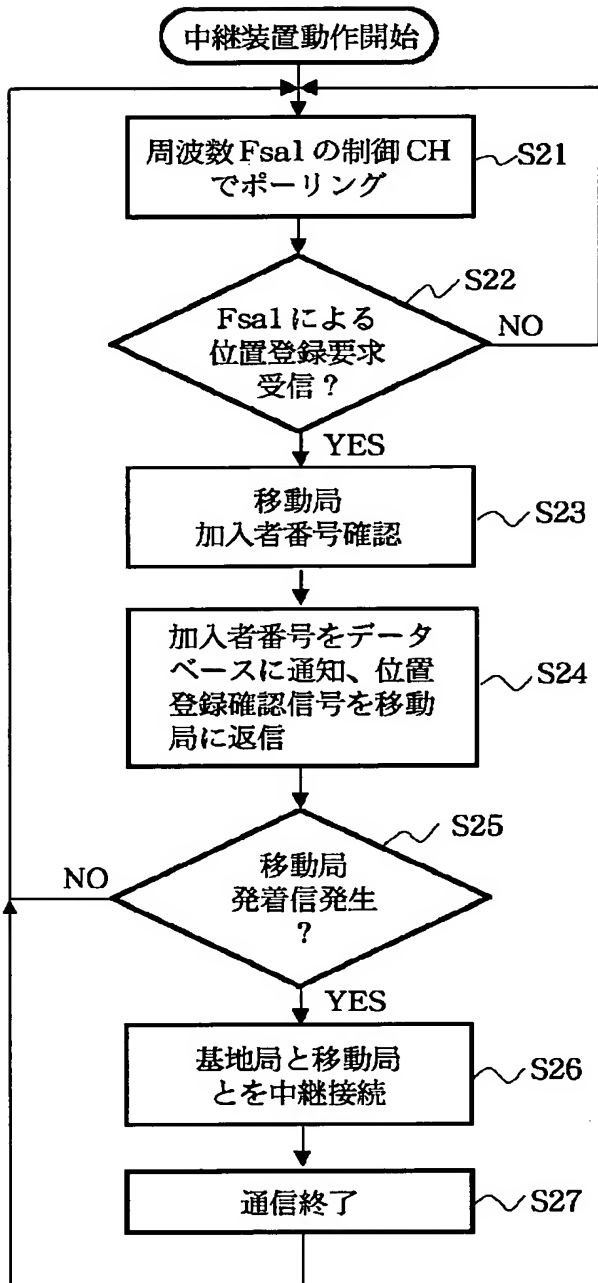 中継装置動作開始
周波数Fsa1の制御CH
でポーリング
S21
S22
Fsa1による
位置登録要求
受信？
NO
YES
移動局
加入者番号確認
S23
加入者番号をデータ
ベースに通知、位置
登録確認信号を移動
局に返信
S24
S25
移動局
発着信発生
？
NO
YES
基地局と移動局
とを中継接続
S26
通信終了
S27